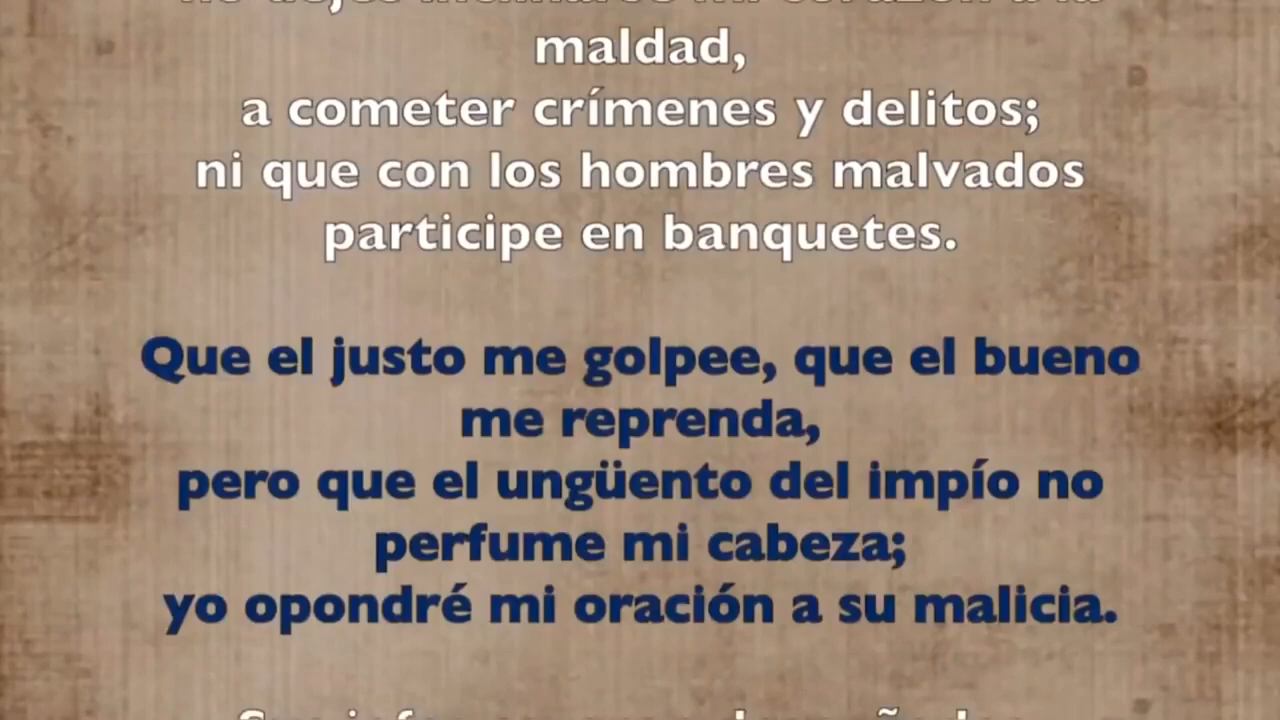 maldad,
a cometer crímenes y delitos;
ni que con los hombres malvados
participe en banquetes.
Que el justo me golpee, que el bueno
me reprenda,
pero que el ungüento del impío no
perfume mi cabeza;
yo opondré mi oración a su malicia.